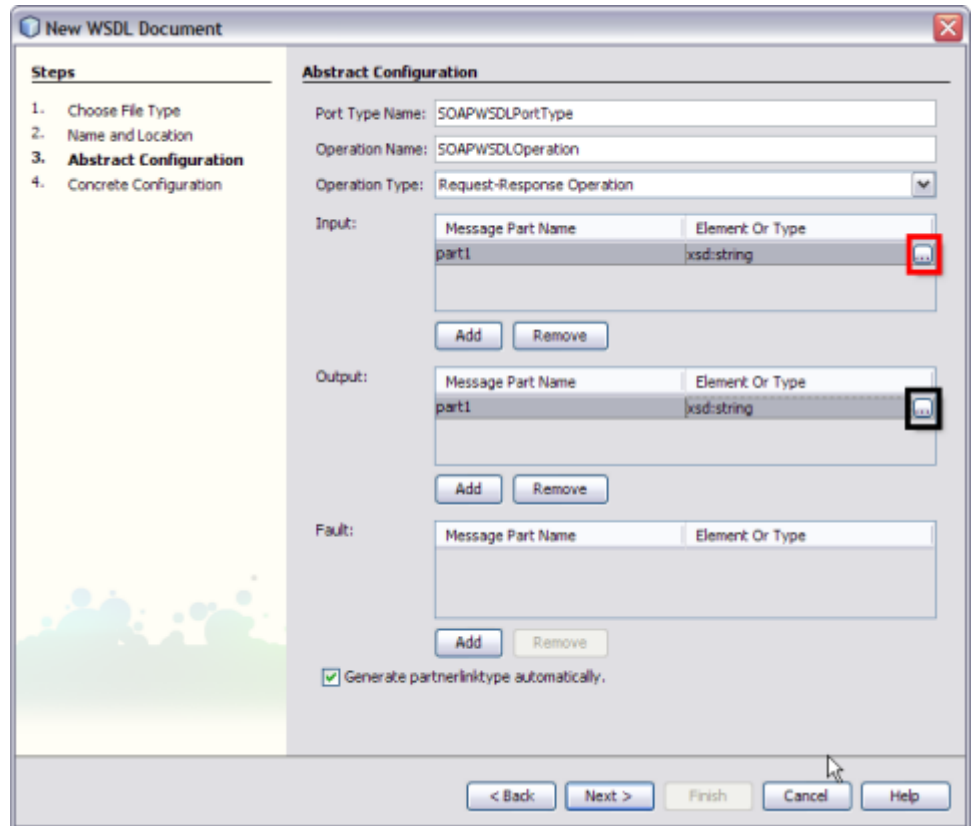 New WSDL Document
Steps
1. Choose File Type
2. Name and Location
3. Abstract Configuration
4. Concrete Configuration
Abstract Configuration
Port Type Name: SOAPWSDLPortType
Operation Name: SOAPWSDLOperation
Operation Type: Request-Response Operation
Input:
Message Part Name Element Or Type
part1 xsd:string ...
Add Remove
Output:
Message Part Name Element Or Type
part1 xsd:string ...
Add Remove
Fault:
Message Part Name Element Or Type
Add Remove
Generate partnerlinktype automatically.
< Back Next > Finish Cancel Help